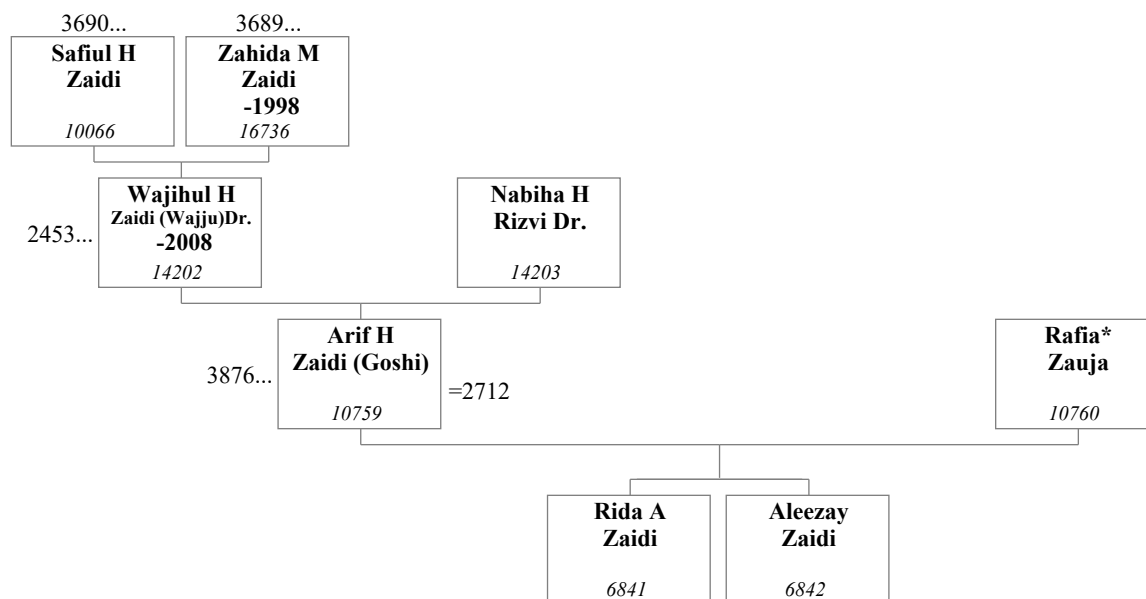 3690...
3689...
Safiul H
Zaidi
10066
Zahida M
Zaidi
-1998
16736
2453...
Wajihul H
Zaidi (Wajju)Dr.
-2008
14202
Nabiha H
Rizvi Dr.
14203
3876...
Arif H
Zaidi (Goshi)
10759
=2712
Rafia*
Zauja
10760
Rida A
Zaidi
6841
Aleezay
Zaidi
6842